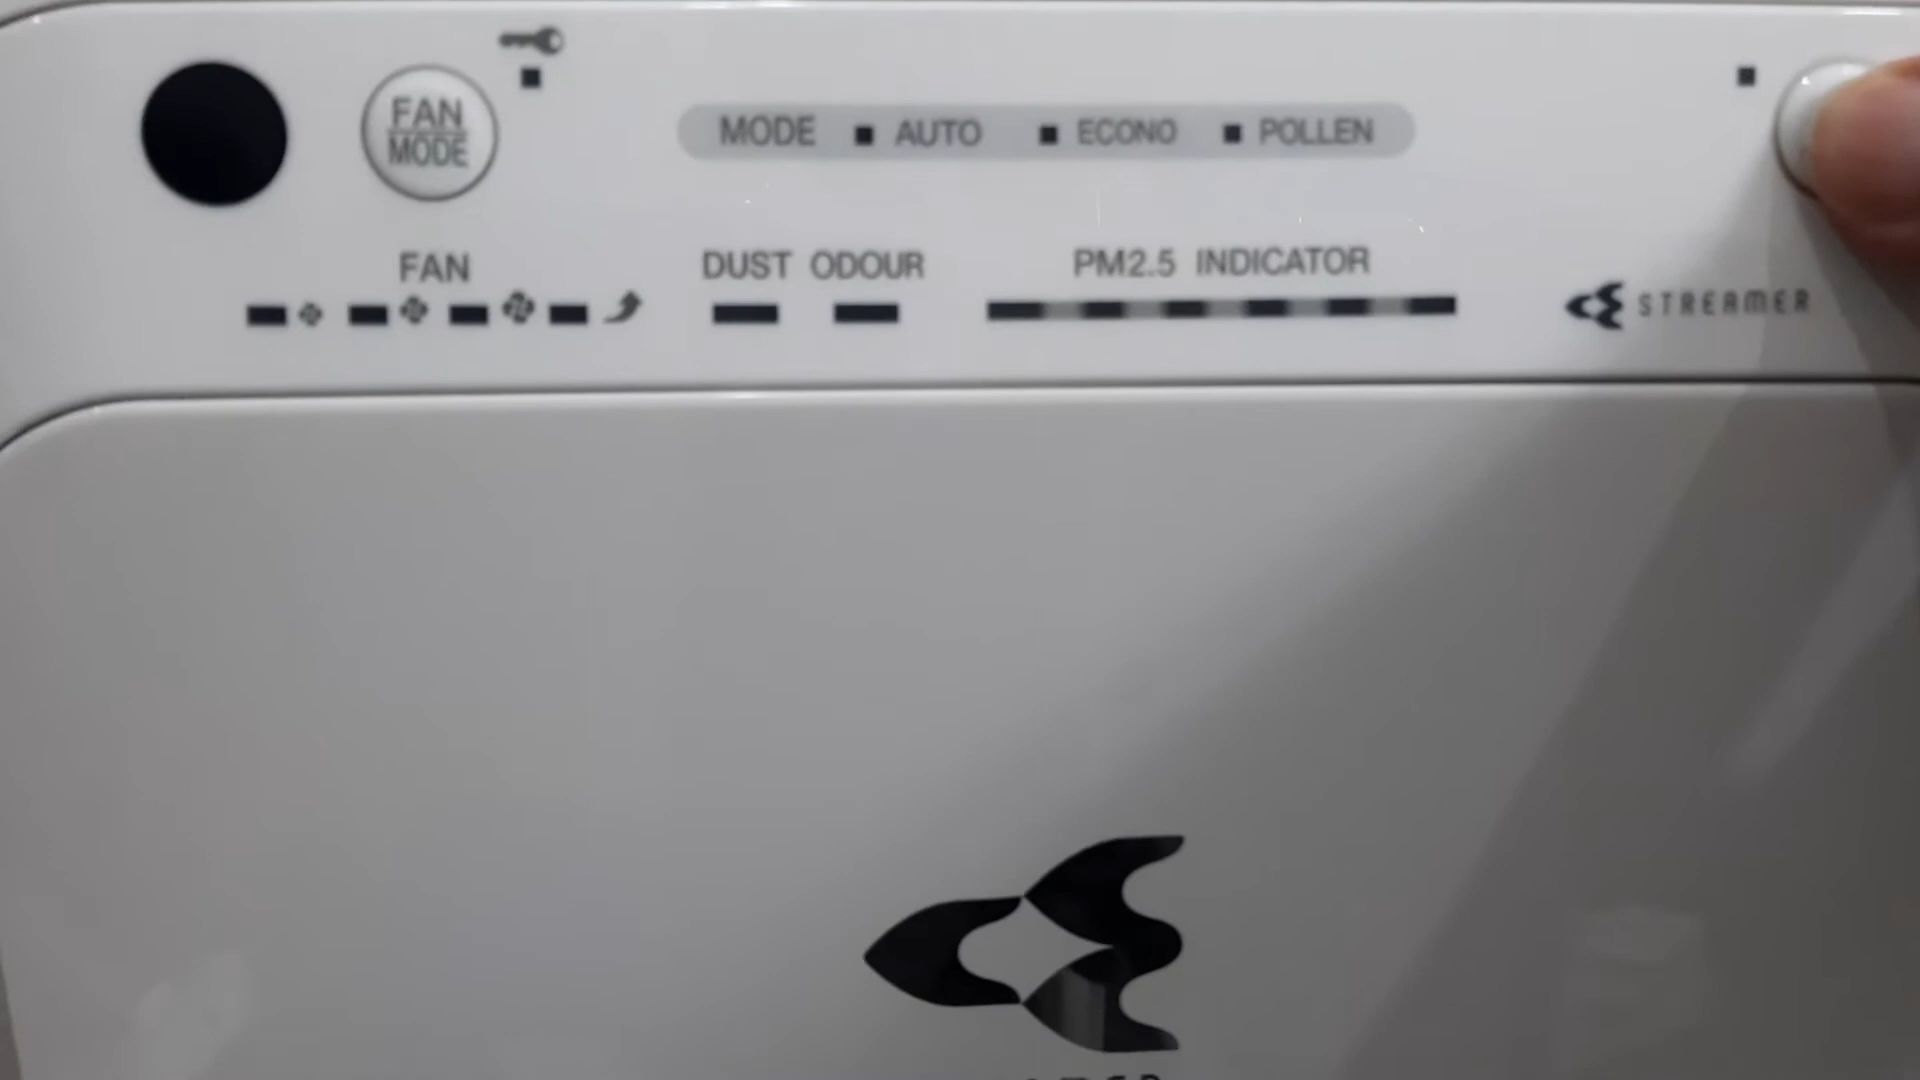 FAN
MODE
MODE AUTO ECONO POLLEN
FAN
DUST ODOUR
PM2.5 INDICATOR
STREAMER